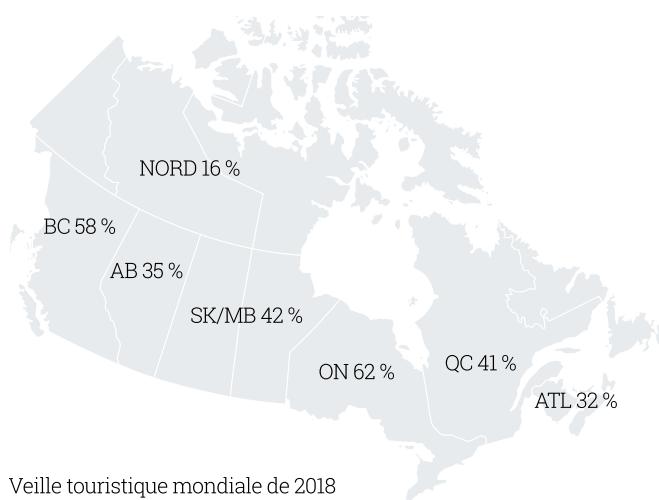 NORD 16 %
BC 58 %
AB 35 %
SK/MB 42 %
ON 62 %
QC 41 %
ATL 32 %
Veille touristique mondiale de 2018